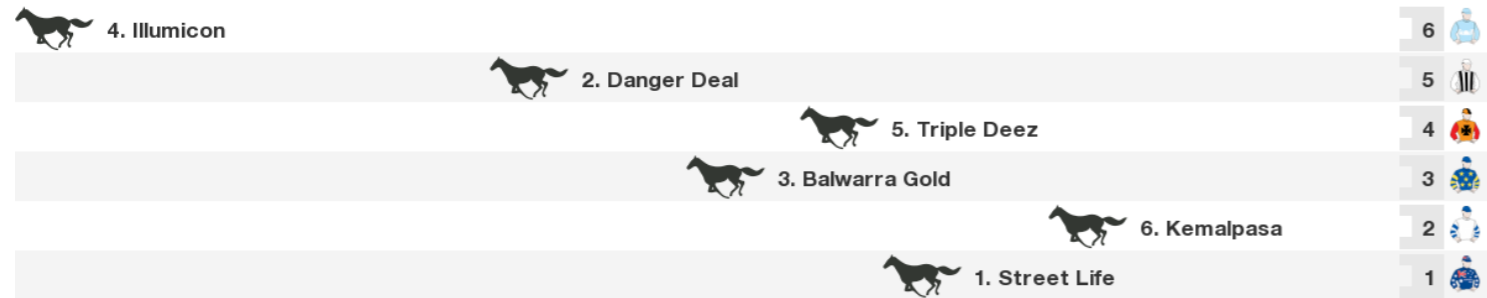 4. Illumicon 6
2. Danger Deal 5
5. Triple Deez 4
3. Balwarra Gold 3
6. Kemalpasa 2
1. Street Life 1